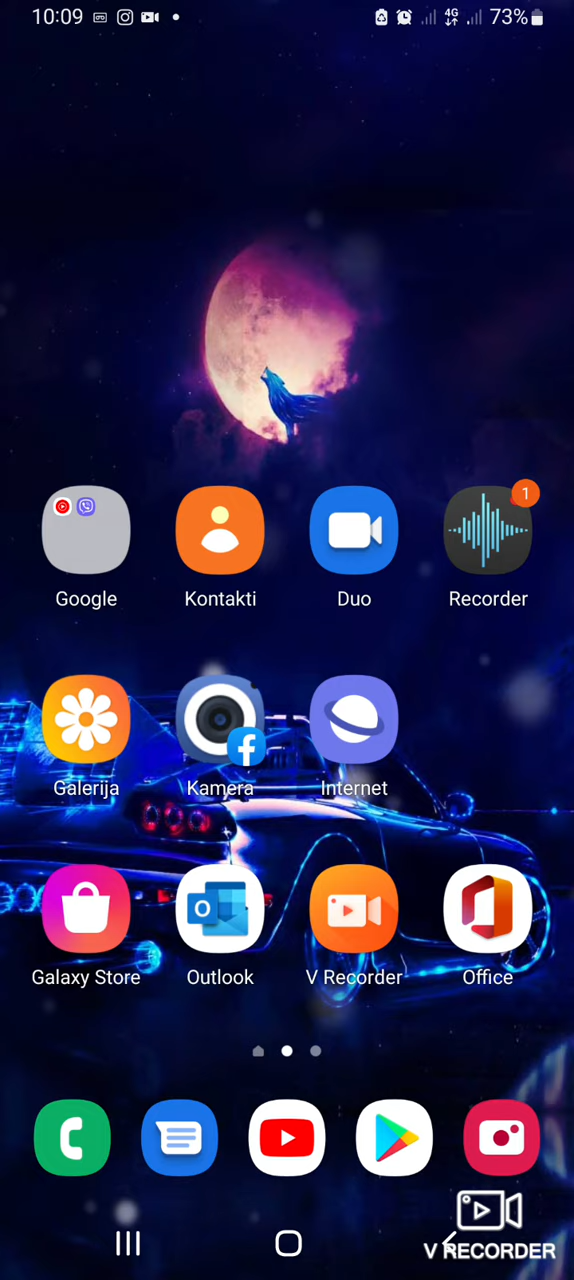 10:09
4G
73%
1
Google
Kontakti
Duo
Recorder
Galerija
Kamera
Internet
Galaxy Store
Outlook
V Recorder
Office
V RECORDER